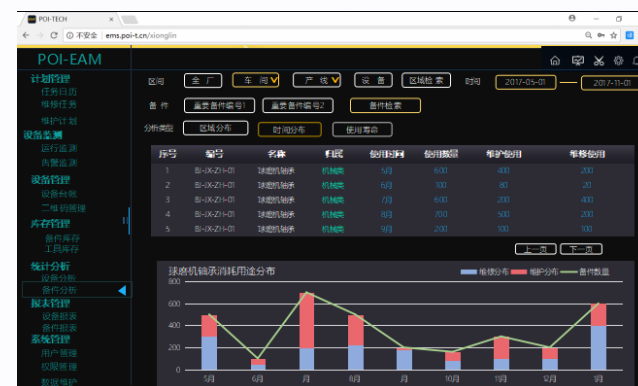 POI-TECH
不安全 ems.poi-t.cn/xionglin
POI-EAM
计划管理
任务日历
维修任务
维护计划
设备监测
运行监测
告警监测
设备管理
设备台账
二维码管理
库存管理
备件库存
工具库存
统计分析
设备分析
备件分析
报表管理
设备报表
备件报表
系统管理
用户管理
权限管理
数据维护
区间 全 厂 车 间 产 线 设 备 区域检 索 时间 2017-05-01 2017-11-01
备 件 重要备件编号1 重要备件编号2 备件检索
分析类型 区域分布 时间分布 使用寿命
序号 编号 名称 归属 使用时间 使用数量 维护使用 维修使用
1 BJ-JX-ZH-01 球磨机轴承 机械类 5月 600 400 200
2 BJ-JX-ZH-01 球磨机轴承 机械类 6月 100 80 20
3 BJ-JX-ZH-01 球磨机轴承 机械类 7月 600 200 400
4 BJ-JX-ZH-01 球磨机轴承 机械类 8月 700 500 200
5 BJ-JX-ZH-01 球磨机轴承 机械类 9月 200 100 100
上一页 下一页
球磨机轴承消耗用途分布
维修分布 维护分布 备件数量
800
600
400
200
0
5月 6月 月 8月 月 10月 11月 12月 1月